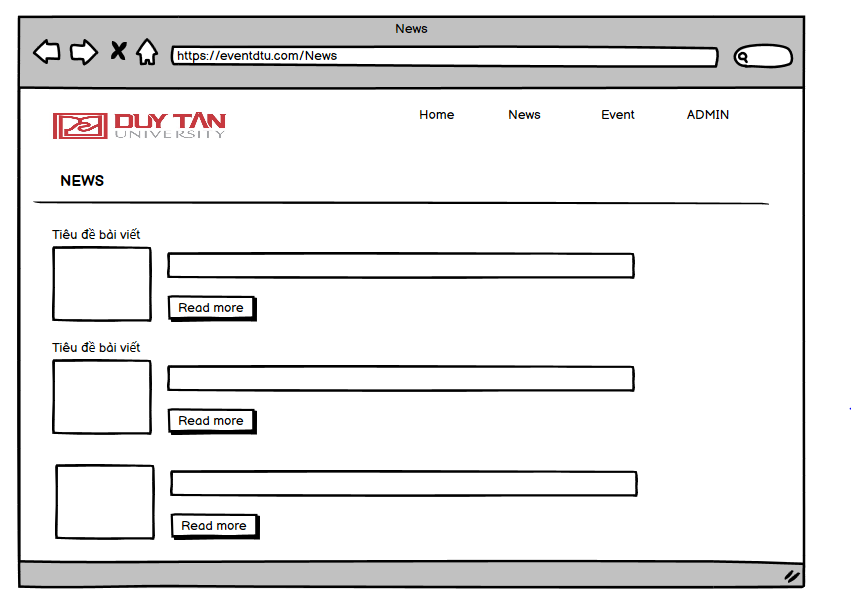 News
https://eventdtu.com/News
DUY TAN
UNIVERSITY
Home News Event ADMIN
NEWS
Tiêu đề bài viết
Read more
Tiêu đề bài viết
Read more
Read more